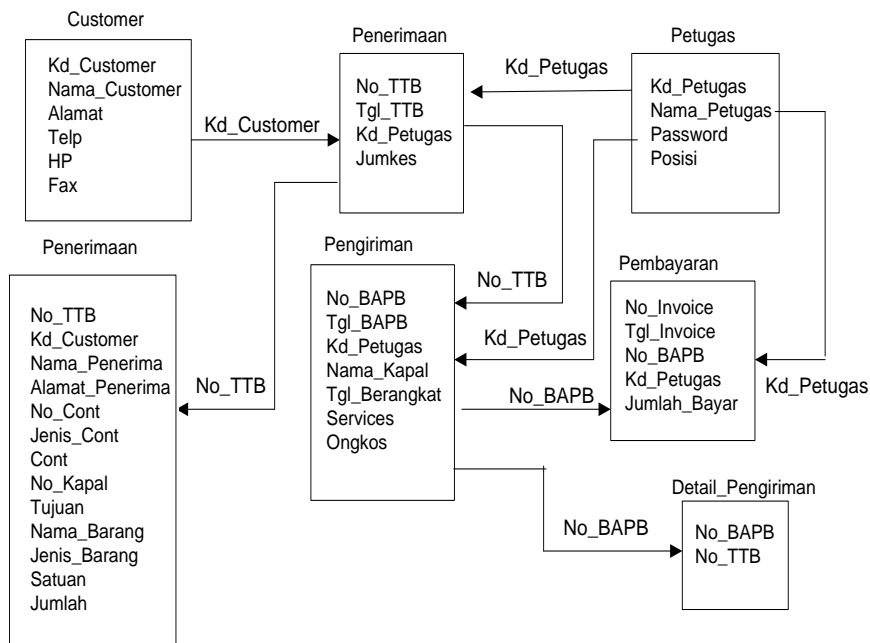 Customer
Kd_Customer
Nama_Customer
Alamat
Telp
HP
Fax
Kd_Customer
Penerimaan
No_TTB
Tgl_TTB
Kd_Petugas
Jumkes
Kd_Petugas
Petugas
Kd_Petugas
Nama_Petugas
Password
Posisi
Penerimaan
No_TTB
Kd_Customer
Nama_Penerima
Alamat_Penerima
No_Cont
Jenis_Cont
Cont
No_Kapal
Tujuan
Nama_Barang
Jenis_Barang
Satuan
Jumlah
No_TTB
Pengiriman
No_BAPB
Tgl_BAPB
Kd_Petugas
Nama_Kapal
Tgl_Berangkat
Services
Ongkos
No_TTB
Kd_Petugas
No_BAPB
Pembayaran
No_Invoice
Tgl_Invoice
No_BAPB
Kd_Petugas
Jumlah_Bayar
Kd_Petugas
No_BAPB
Detail_Pengiriman
No_BAPB
No_TTB